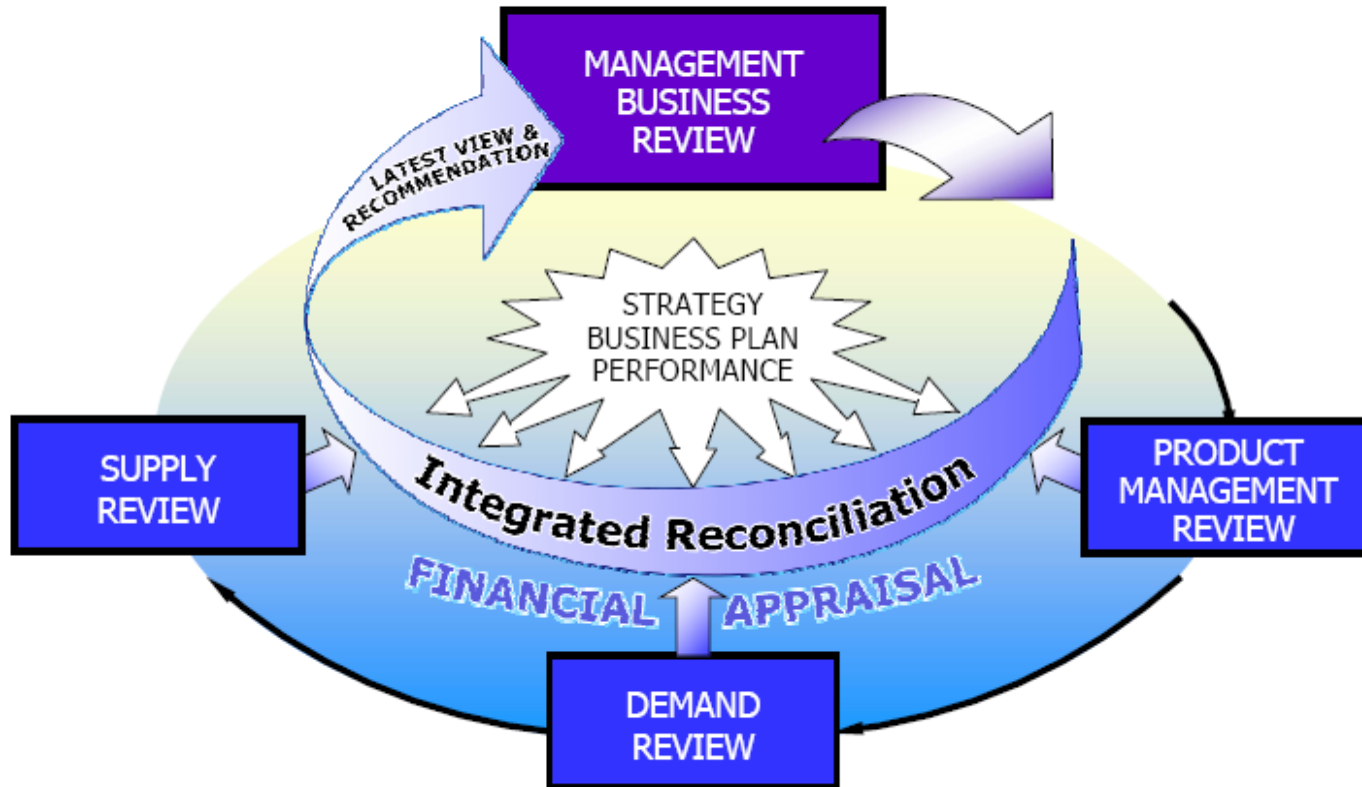 MANAGEMENT
BUSINESS
REVIEW
LATEST VIEW &
RECOMMENDATION
STRATEGY
BUSINESS PLAN
PERFORMANCE
SUPPLY
REVIEW
PRODUCT
MANAGEMENT
REVIEW
Integrated Reconciliation
FINANCIAL APPRAISAL
DEMAND
REVIEW